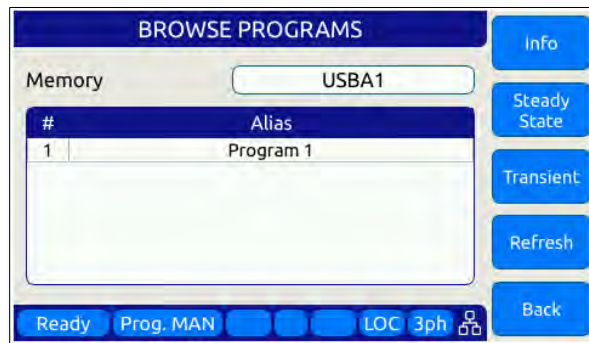 BROWSE PROGRAMS
Info
Memory
USBA1
Steady
State
# Alias
1 Program 1
Transient
Refresh
Back
Ready Prog. MAN LOC 3ph